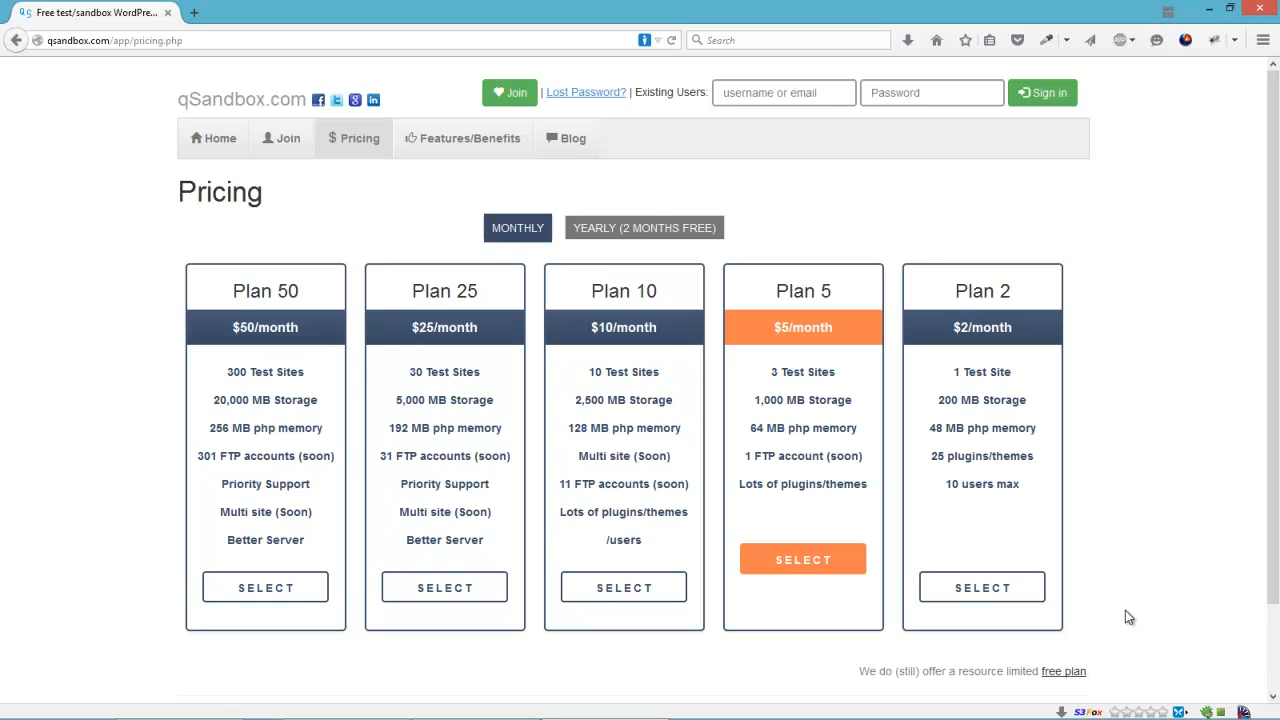 Free test/sandbox WordPre...
qsandbox.com/app/pricing.php
Search
qSandbox.com
Join | Lost Password? | Existing Users: username or email Password Sign in
Home Join $ Pricing Features/Benefits Blog
Pricing
MONTHLY YEARLY (2 MONTHS FREE)
Plan 50
$50/month
300 Test Sites
20,000 MB Storage
256 MB php memory
301 FTP accounts (soon)
Priority Support
Multi site (Soon)
Better Server
SELECT
Plan 25
$25/month
30 Test Sites
5,000 MB Storage
192 MB php memory
31 FTP accounts (soon)
Priority Support
Multi site (Soon)
Better Server
SELECT
Plan 10
$10/month
10 Test Sites
2,500 MB Storage
128 MB php memory
Multi site (Soon)
11 FTP accounts (soon)
Lots of plugins/themes
/users
SELECT
Plan 5
$5/month
3 Test Sites
1,000 MB Storage
64 MB php memory
1 FTP account (soon)
Lots of plugins/themes
SELECT
Plan 2
$2/month
1 Test Site
200 MB Storage
48 MB php memory
25 plugins/themes
10 users max
SELECT
We do (still) offer a resource limited free plan.
S3Fox